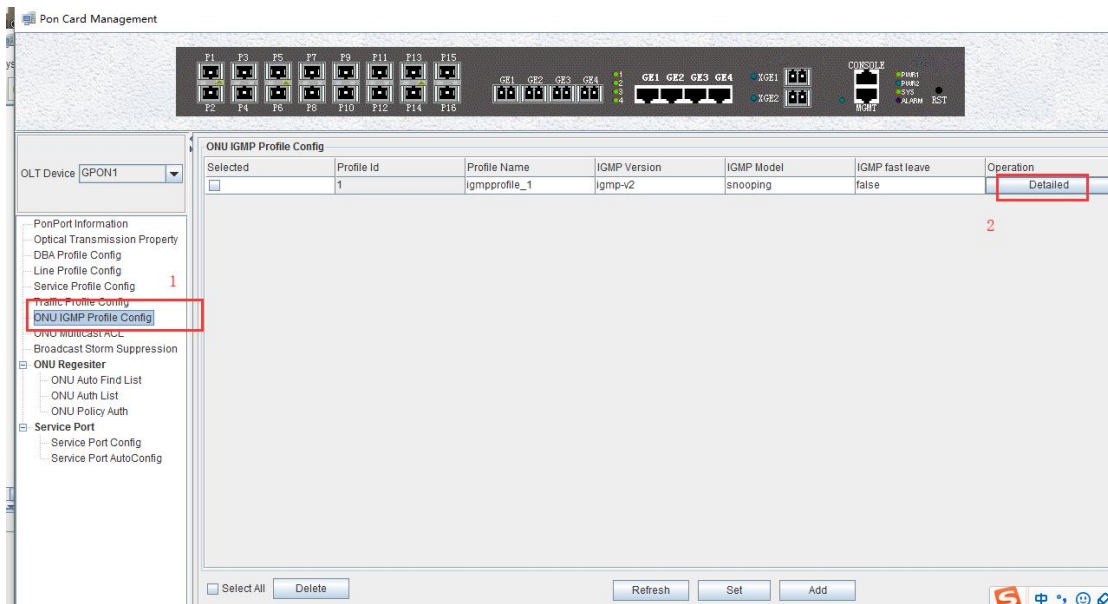 Pon Card Management
P1 P3 P5 P7 P9 P11 P13 P15
P2 P4 P6 P8 P10 P12 P14 P16
GE1 GE2 GE3 GE4
1
2
3
4
GE1 GE2 GE3 GE4
XGE1
XGE2
CONSOLE
MGMT
PWR1
PWR2
SYS
ALARM
RST
OLT Device GPON1
PonPort Information
Optical Transmission Property
DBA Profile Config
Line Profile Config
Service Profile Config
1
Traffic Profile Config
ONU IGMP Profile Config
ONU Multicast ACL
Broadcast Storm Suppression
ONU Regesiter
ONU Auto Find List
ONU Auth List
ONU Policy Auth
Service Port
Service Port Config
Service Port AutoConfig
ONU IGMP Profile Config
Selected Profile Id Profile Name IGMP Version IGMP Model IGMP fast leave Operation
1 igmpprofile_1 igmp-v2 snooping false Detailed
2
Select All Delete Refresh Set Add
中